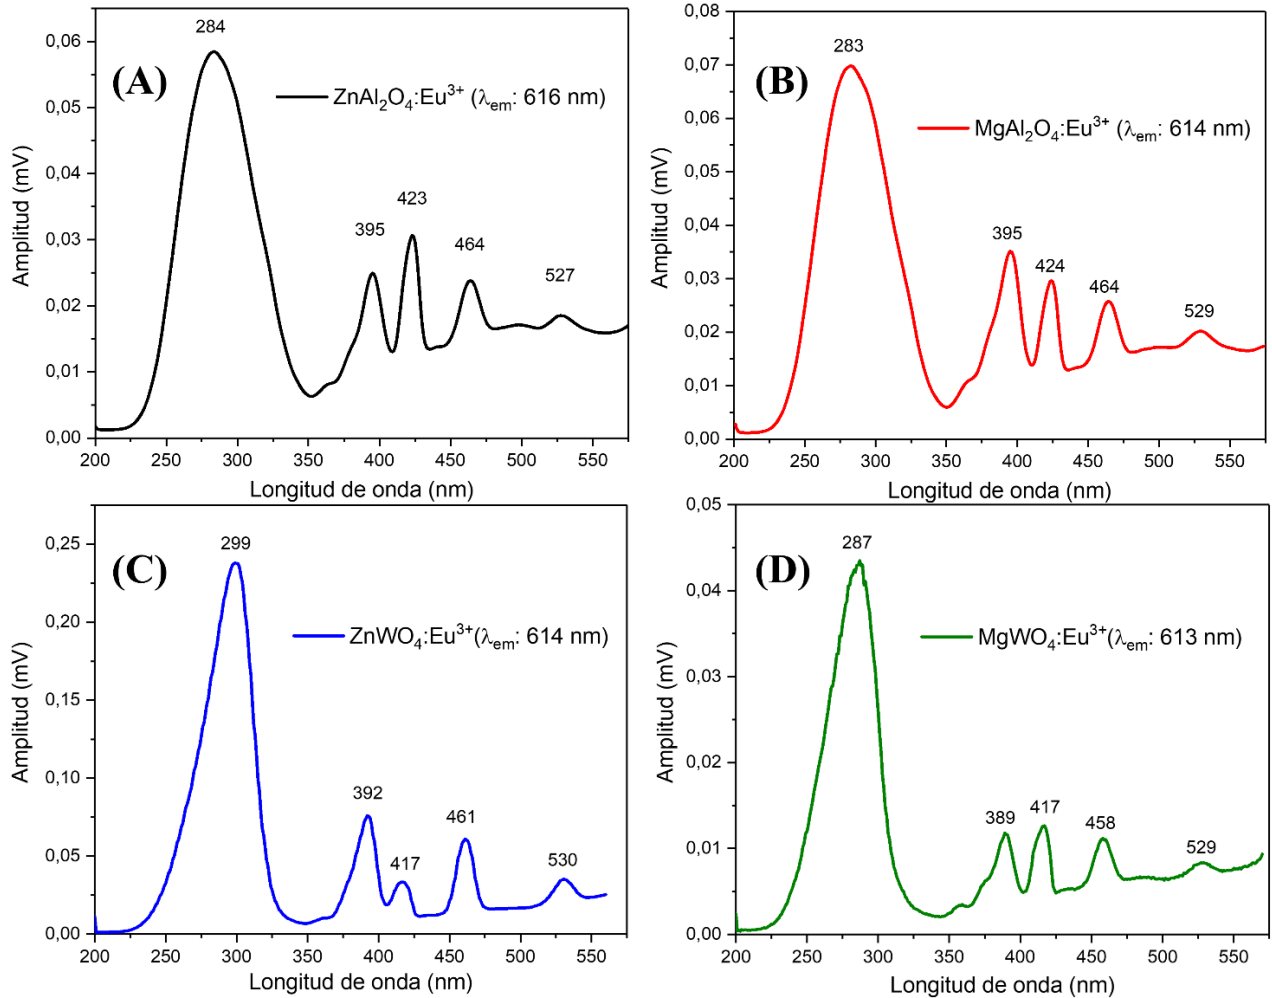 (A)
284
395
423
464
527
ZnAl₂O₄:Eu³⁺ (λₑₘ: 616 nm)
Amplitud (mV)
0,06
0,05
0,04
0,03
0,02
0,01
0,00
200 250 300 350 400 450 500 550
Longitud de onda (nm)
(B)
283
395
424
464
529
MgAl₂O₄:Eu³⁺ (λₑₘ: 614 nm)
Amplitud (mV)
0,08
0,07
0,06
0,05
0,04
0,03
0,02
0,01
0,00
200 250 300 350 400 450 500 550
Longitud de onda (nm)
(C)
299
392
417
461
530
ZnWO₄:Eu³⁺(λₑₘ: 614 nm)
Amplitud (mV)
0,25
0,20
0,15
0,10
0,05
0,00
200 250 300 350 400 450 500 550
Longitud de onda (nm)
(D)
287
389
417
458
529
MgWO₄:Eu³⁺(λₑₘ: 613 nm)
Amplitud (mV)
0,05
0,04
0,03
0,02
0,01
0,00
200 250 300 350 400 450 500 550
Longitud de onda (nm)